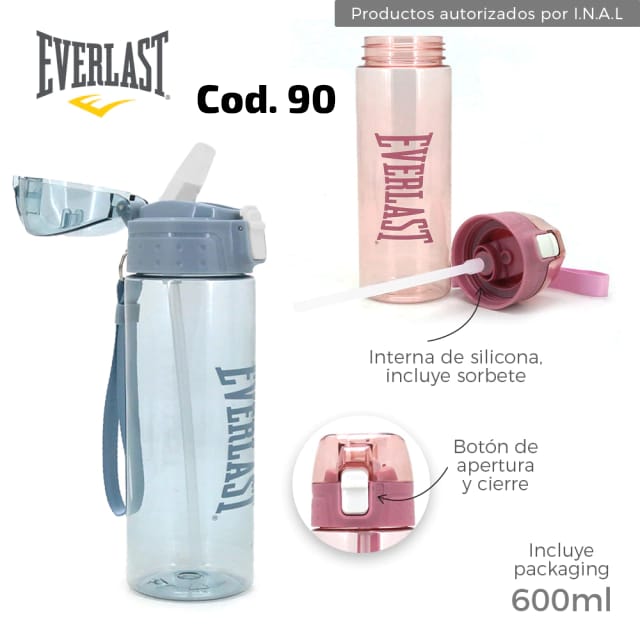 Productos autorizados por I.N.A.L
EVERLAST
Cod. 90
EVERLAST
Interna de silicona,
incluye sorbete
EVERLAST
Botón de
apertura
y cierre
Incluye
packaging
600ml